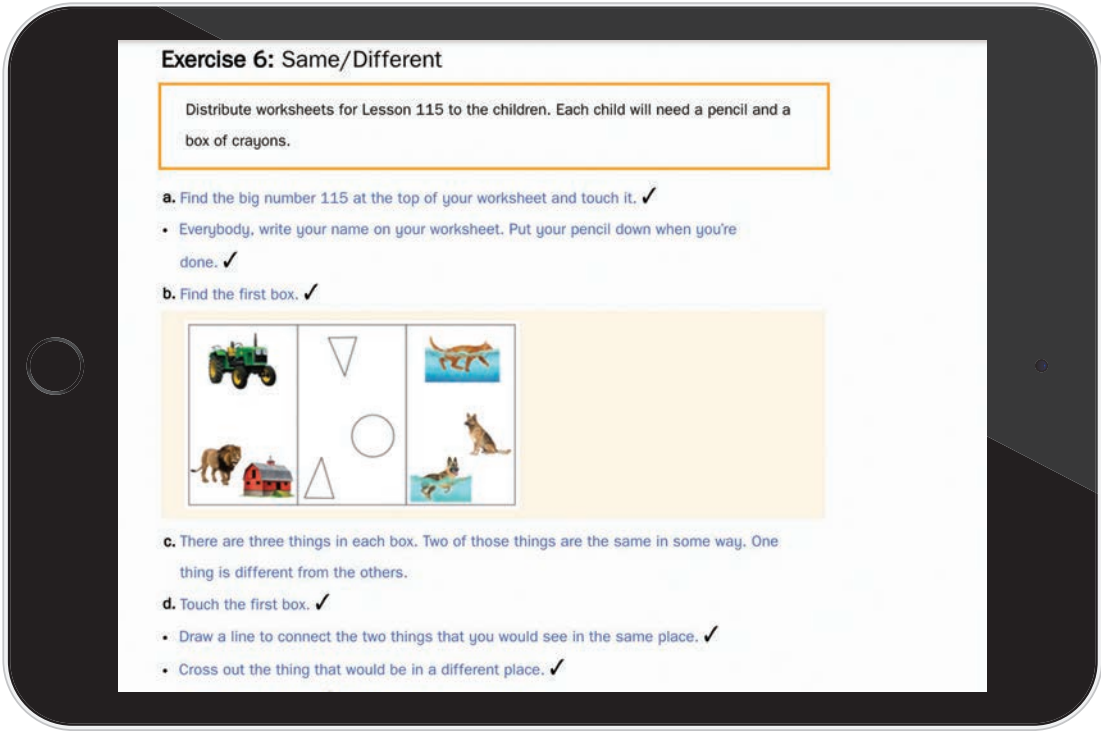 Exercise 6: Same/Different
Distribute worksheets for Lesson 115 to the children. Each child will need a pencil and a
box of crayons.
a. Find the big number 115 at the top of your worksheet and touch it. ✓
• Everybody, write your name on your worksheet. Put your pencil down when you're
done. ✓
b. Find the first box. ✓
c. There are three things in each box. Two of those things are the same in some way. One
thing is different from the others.
d. Touch the first box. ✓
• Draw a line to connect the two things that you would see in the same place. ✓
• Cross out the thing that would be in a different place. ✓